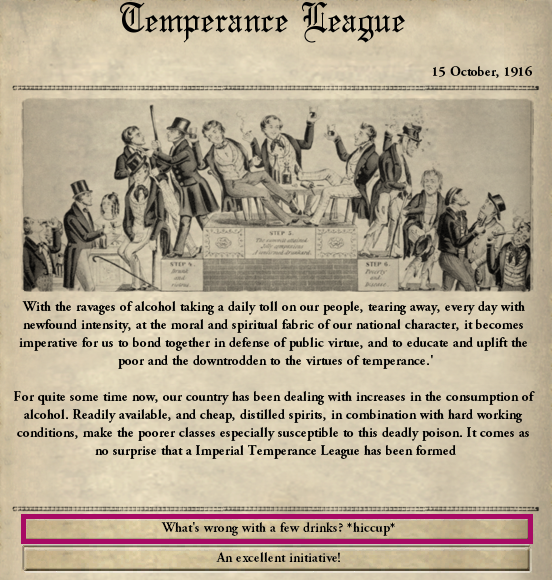 Temperance League
15 October, 1916
STEP 5.
The summit attained.
Jolly companions
A confirmed drunkard.
STEP 4.
Drunk
and
STEP 6.
Poverty
and
Disease.
With the ravages of alcohol taking a daily toll on our people, tearing away, every day with
newfound intensity, at the moral and spiritual fabric of our national character, it becomes
imperative for us to bond together in defense of public virtue, and to educate and uplift the
poor and the downtrodden to the virtues of temperance.'
For quite some time now, our country has been dealing with increases in the consumption of
alcohol. Readily available, and cheap, distilled spirits, in combination with hard working
conditions, make the poorer classes especially susceptible to this deadly poison. It comes as
no surprise that a Imperial Temperance League has been formed
What's wrong with a few drinks? *hiccup*
An excellent initiative!